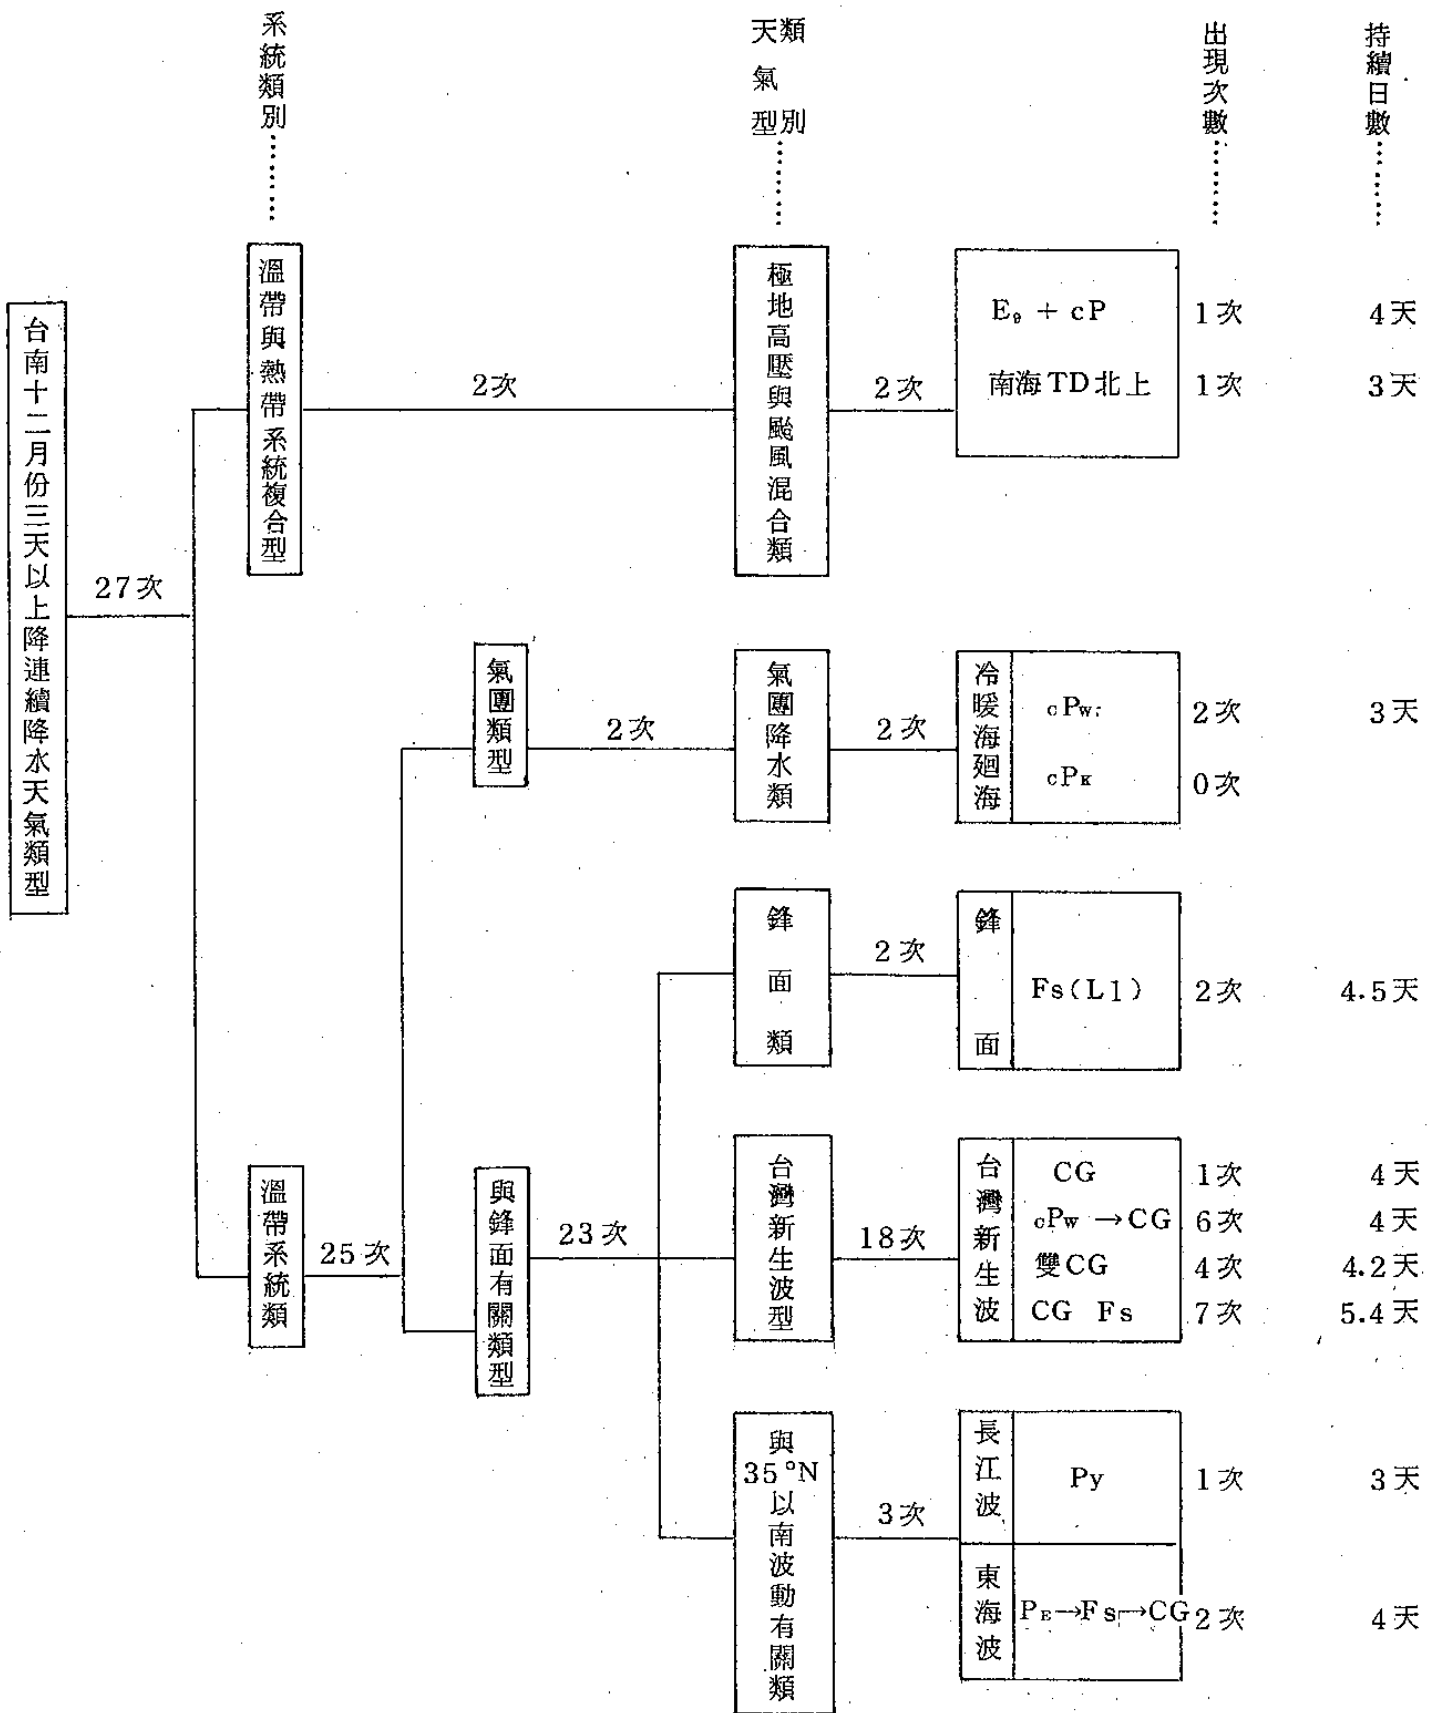 系統類別………
天氣型
類別………
出現次數………
持續日數………
台南十二月份三天以上降連續降水天氣類型
27次
溫帶與熱帶系統複合型
2次
極地高壓與颱風混合類
2次
E₉ + cP
1次
4天
南海TD北上
1次
3天
溫帶系統類
25次
氣團類型
2次
氣團降水類
2次
冷暖海廻海
cPw
2次
3天
cPK
0次
與鋒面有關類型
23次
鋒面類
2次
鋒面
Fs(L1)
2次
4.5天
台灣新生波型
18次
台灣新生波
CG
1次
4天
cPw →CG
6次
4天
雙CG
4次
4.2天
CG Fs
7次
5.4天
與35°N以南波動有關類
3次
長江波
Py
1次
3天
東海波
PE→Fs→CG
2次
4天